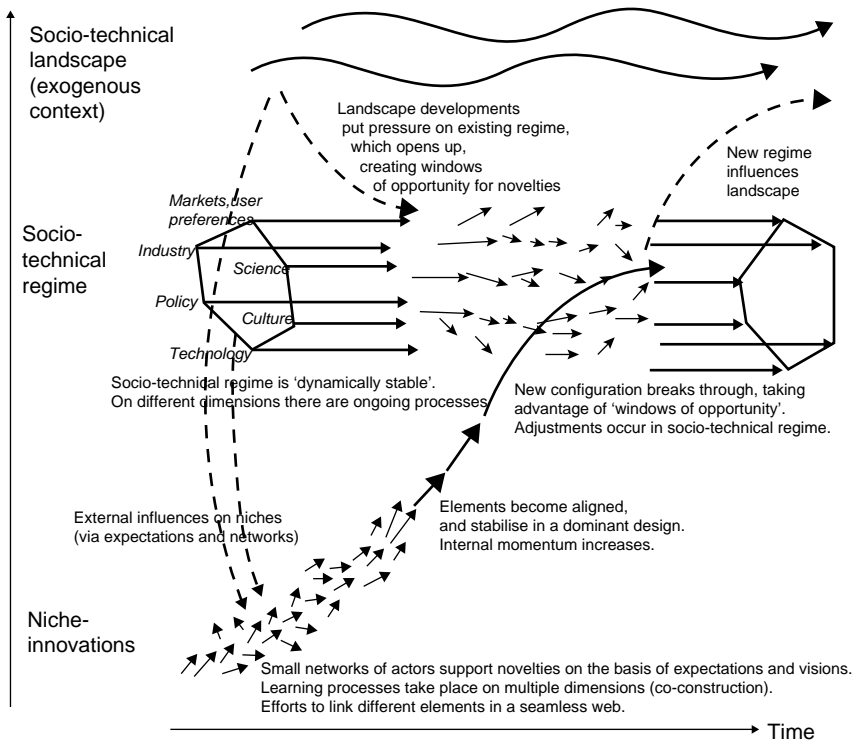 Socio-technical
landscape
(exogenous
context)
Landscape developments
put pressure on existing regime,
which opens up,
creating windows
of opportunity for novelties
New regime
influences
landscape
Markets,user
preferences
Socio-
technical
regime
Industry
Science
Policy
Culture
Technology
Socio-technical regime is ‘dynamically stable’.
On different dimensions there are ongoing processes
New configuration breaks through, taking
advantage of ‘windows of opportunity’.
Adjustments occur in socio-technical regime.
External influences on niches
(via expectations and networks)
Elements become aligned,
and stabilise in a dominant design.
Internal momentum increases.
Niche-
innovations
Small networks of actors support novelties on the basis of expectations and visions.
Learning processes take place on multiple dimensions (co-construction).
Efforts to link different elements in a seamless web.
Time